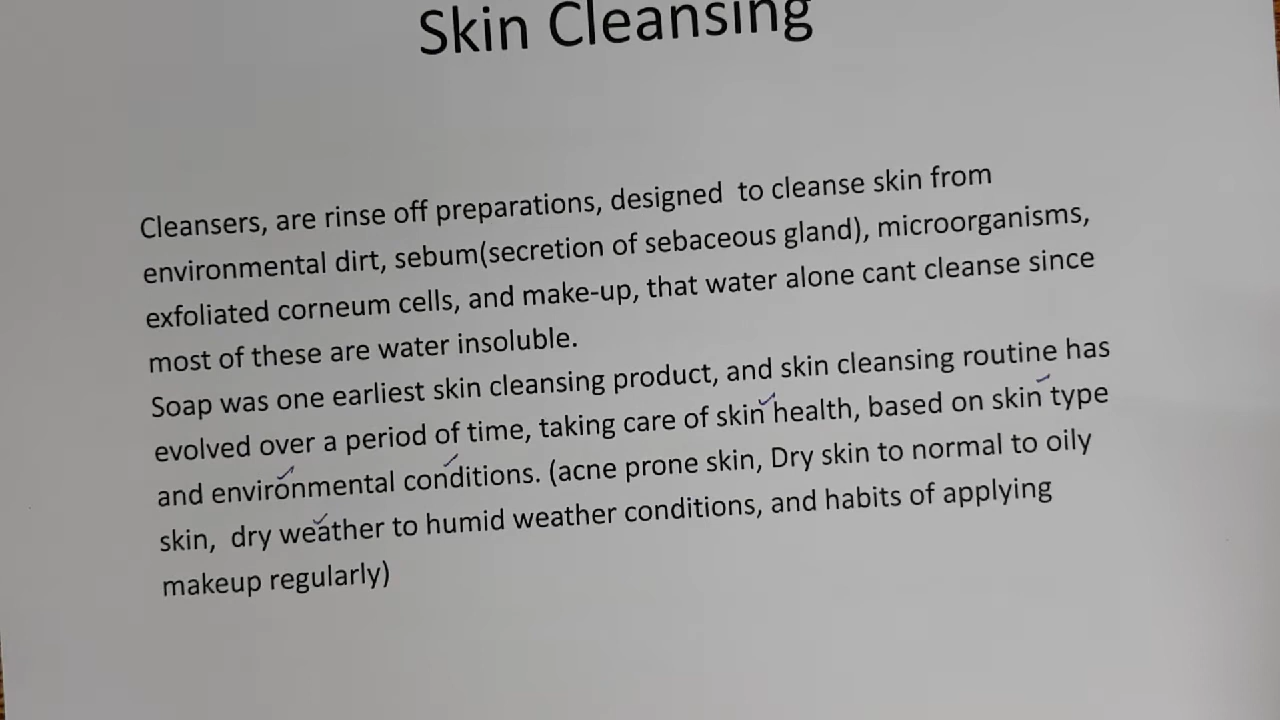 Skin Cleansing
Cleansers, are rinse off preparations, designed  to cleanse skin from
environmental dirt, sebum(secretion of sebaceous gland), microorganisms,
exfoliated corneum cells, and make-up, that water alone cant cleanse since
most of these are water insoluble.
Soap was one earliest skin cleansing product, and skin cleansing routine has
evolved over a period of time, taking care of skin health, based on skin type
and environmental conditions. (acne prone skin, Dry skin to normal to oily
skin,  dry weather to humid weather conditions, and habits of applying
makeup regularly)